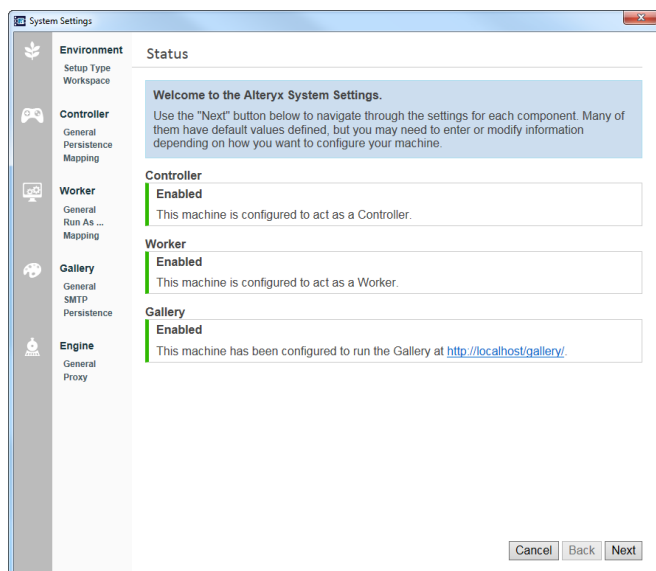 System Settings
Environment
Setup Type
Workspace
Controller
General
Persistence
Mapping
Worker
General
Run As ...
Mapping
Gallery
General
SMTP
Persistence
Engine
General
Proxy
Status
Welcome to the Alteryx System Settings.
Use the "Next" button below to navigate through the settings for each component. Many of
them have default values defined, but you may need to enter or modify information
depending on how you want to configure your machine.
Controller
Enabled
This machine is configured to act as a Controller.
Worker
Enabled
This machine is configured to act as a Worker.
Gallery
Enabled
This machine has been configured to run the Gallery at http://localhost/gallery/.
Cancel Back Next